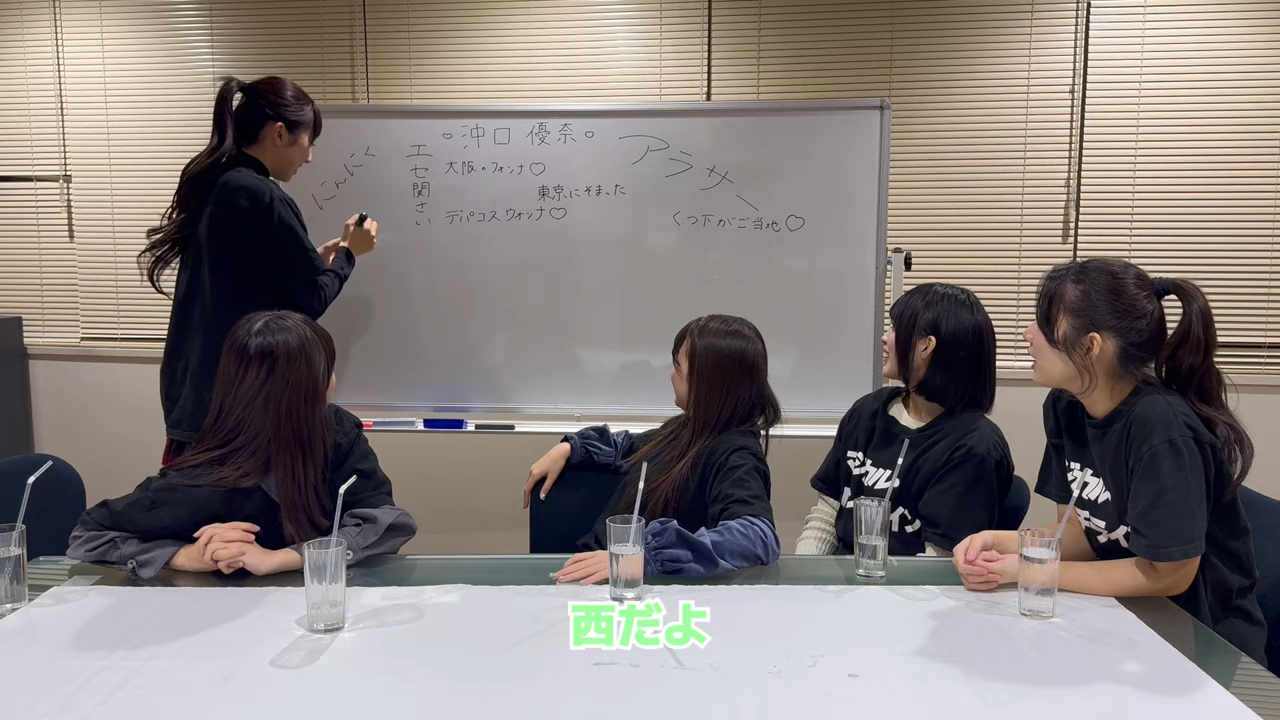 沖口 優奈
にんにく
エセ関さい
大阪のフォンナ♡
東京にそまった
デパコスウォンナ♡
アラサー
くつ下がご当地♡
西だよ